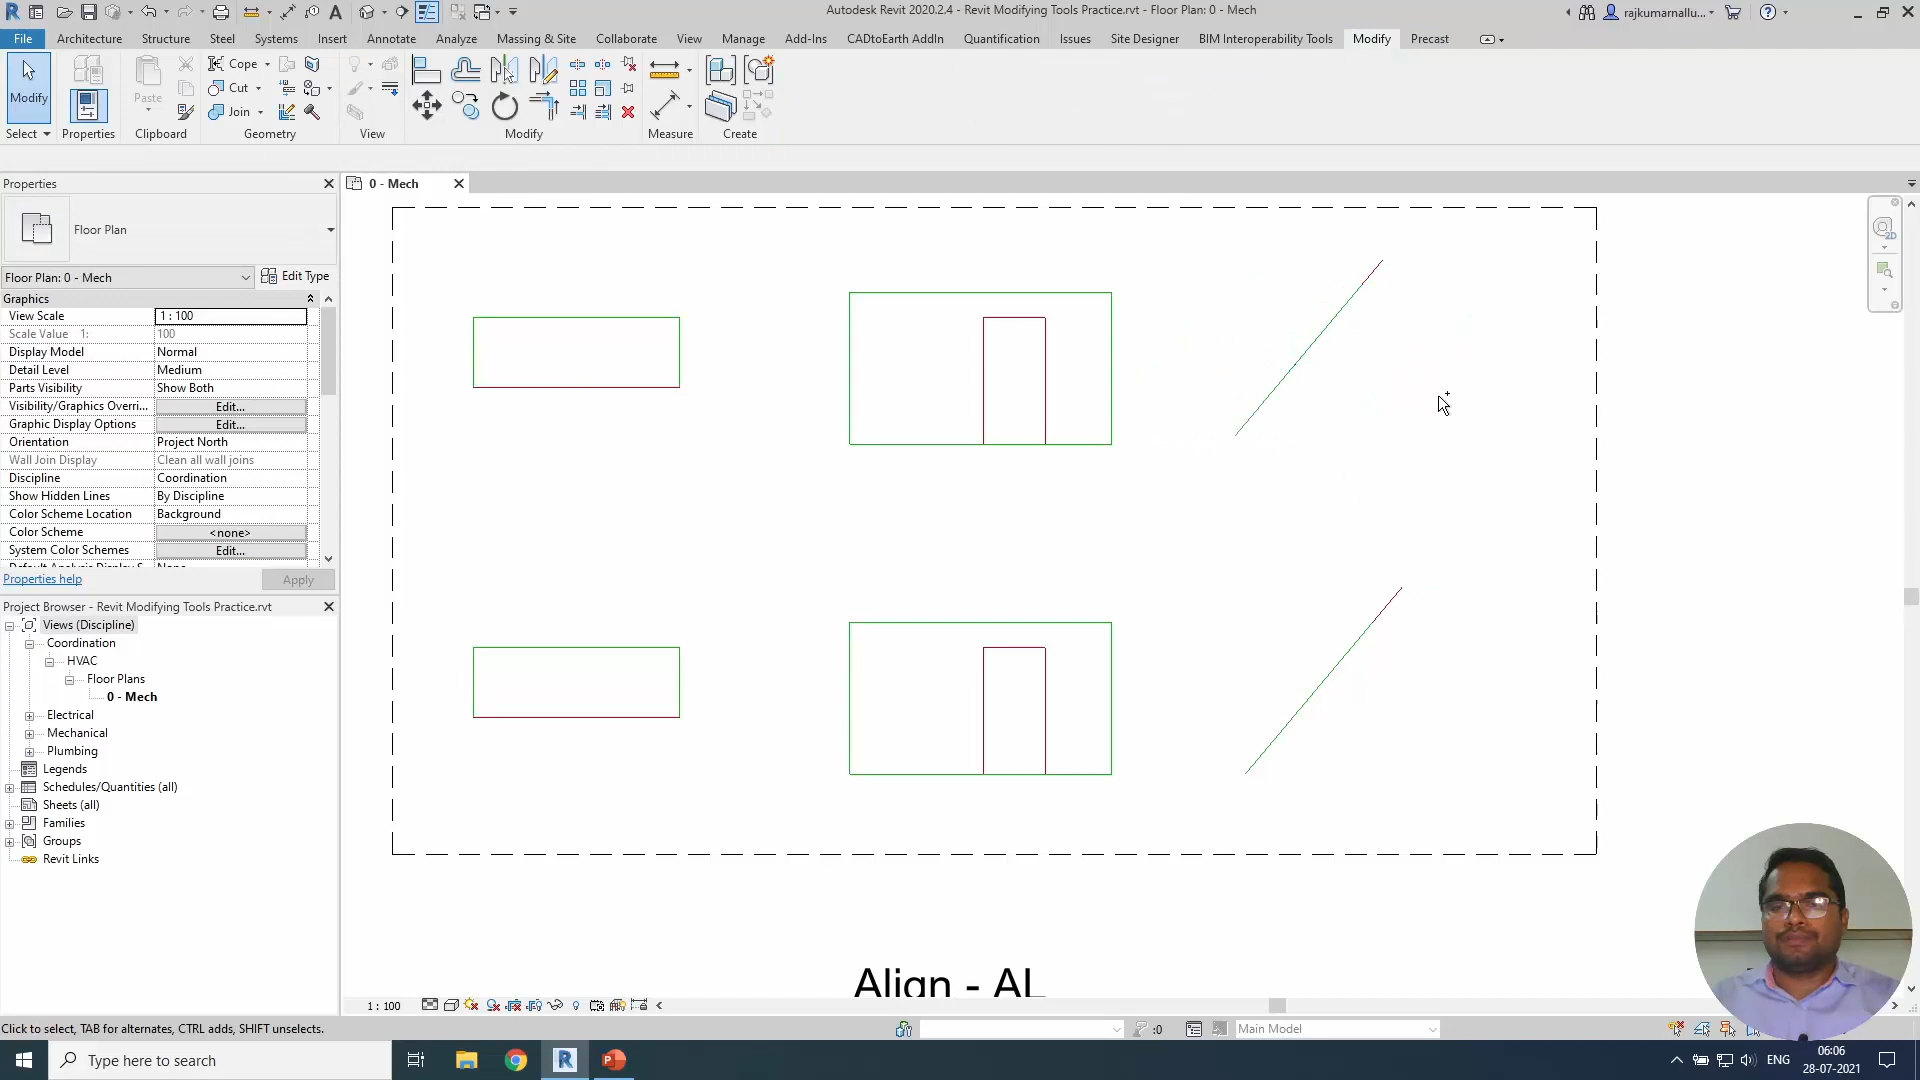 Autodesk Revit 2020.2.4 - Revit Modifying Tools Practice.rvt - Floor Plan: 0 - Mech
rajkumarnallu...
File Architecture Structure Steel Systems Insert Annotate Analyze Massing & Site Collaborate View Manage Add-Ins CADtoEarth AddIn Quantification Issues Site Designer BIM Interoperability Tools Modify Precast
Modify
Paste
Cope
Cut
Join
Select Properties Clipboard Geometry View Modify Measure Create
Properties
0 - Mech
2D
Floor Plan
Floor Plan: 0 - Mech
Edit Type
Graphics
View Scale 1 : 100
Scale Value 1: 100
Display Model Normal
Detail Level Medium
Parts Visibility Show Both
Visibility/Graphics Overri... Edit...
Graphic Display Options Edit...
Orientation Project North
Wall Join Display Clean all wall joins
Discipline Coordination
Show Hidden Lines By Discipline
Color Scheme Location Background
Color Scheme <none>
System Color Schemes Edit...
Properties help
Apply
Project Browser - Revit Modifying Tools Practice.rvt
Views (Discipline)
Coordination
HVAC
Floor Plans
0 - Mech
Electrical
Mechanical
Plumbing
Legends
Schedules/Quantities (all)
Sheets (all)
Families
Groups
Revit Links
Align - AL
1 : 100
Click to select, TAB for alternates, CTRL adds, SHIFT unselects.
:0
Main Model
Type here to search
ENG
06:06
28-07-2021